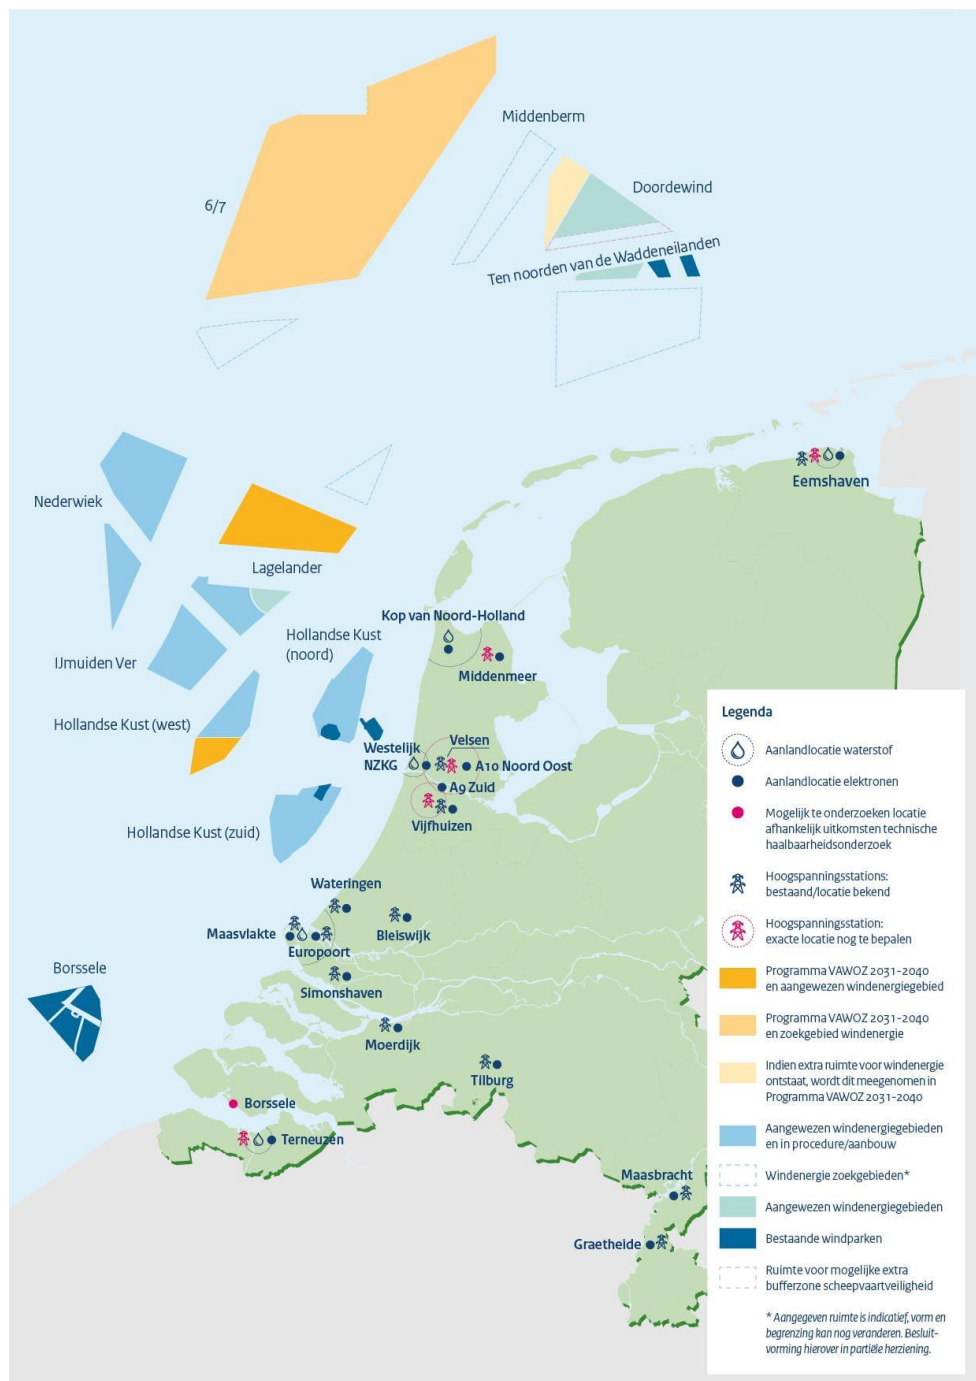 Middenberm
Doordewind
6/7
Ten noorden van de Waddeneilanden
Nederwiek
Eemshaven
Lagelander
Kop van Noord-Holland
Hollandse Kust
(noord)
IJmuiden Ver
Middenmeer
Hollandse Kust (west)
Velsen
Westelijk
NZKG
A10 Noord Oost
A9 Zuid
Hollandse Kust (zuid)
Vijfhuizen
Wateringen
Maasvlakte
Bleiswijk
Europoort
Borssele
Simonshaven
Moerdijk
Tilburg
Borssele
Terneuzen
Maasbracht
Graetheide
Legenda
Aanlandlocatie waterstof
Aanlandlocatie elektronen
Mogelijk te onderzoeken locatie
afhankelijk uitkomsten technische
haalbaarheidsonderzoek
Hoogspanningsstations:
bestaand/locatie bekend
Hoogspanningsstation:
exacte locatie nog te bepalen
Programma VAWOZ 2031-2040
en aangewezen windenergiegebied
Programma VAWOZ 2031-2040
en zoekgebied windenergie
Indien extra ruimte voor windenergie
ontstaat, wordt dit meegenomen in
Programma VAWOZ 2031-2040
Aangewezen windenergiegebieden
en in procedure/aanbouw
Windenergie zoekgebieden*
Aangewezen windenergiegebieden
Bestaande windparken
Ruimte voor mogelijke extra
bufferzone scheepvaartveiligheid
* Aangegeven ruimte is indicatief, vorm en
begrenzing kan nog veranderen. Besluit-
vorming hierover in partiële herziening.